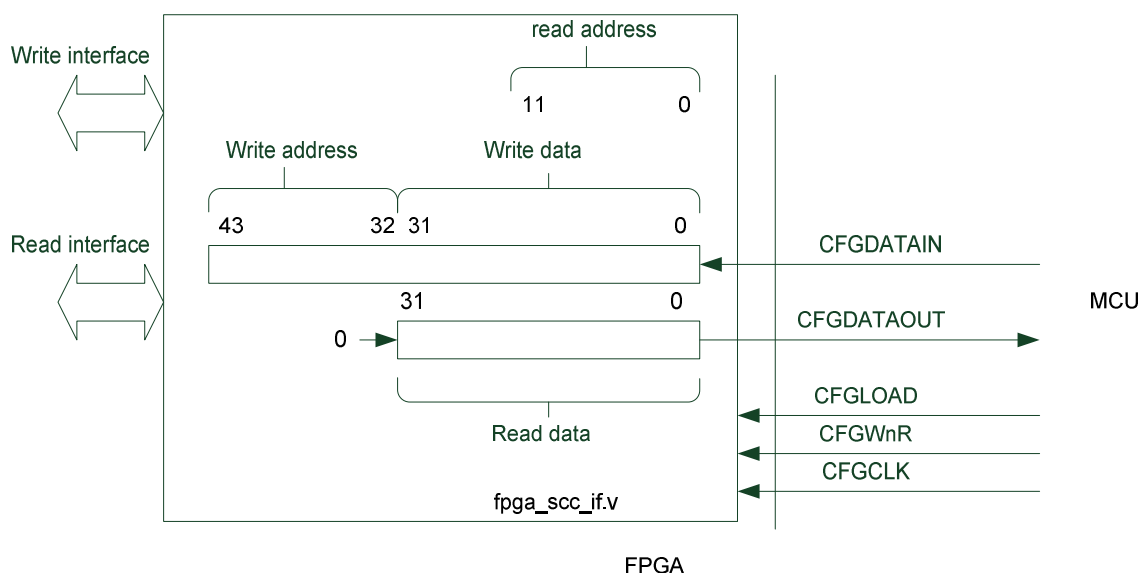 read address
Write interface
11 0
Write address Write data
43 32 31 0
Read interface
CFGDATAIN
31 0
MCU
CFGDATAOUT
0
CFGLOAD
Read data
CFGWnR
CFGCLK
fpga_scc_if.v
FPGA